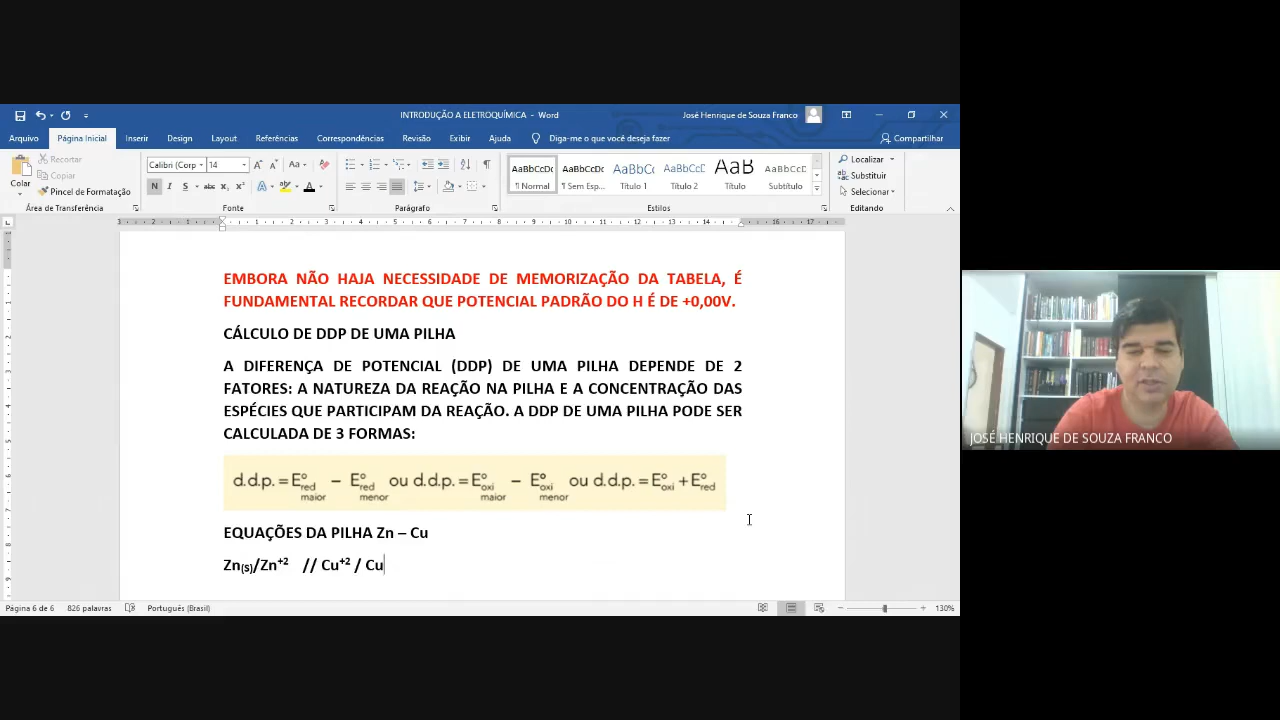 INTRODUÇÃO A ELETROQUÍMICA - Word
José Henrique de Souza Franco
Arquivo Página Inicial Inserir Design Layout Referências Correspondências Revisão Exibir Ajuda Diga-me o que você deseja fazer Compartilhar
Colar
Recortar
Copiar
Pincel de Formatação
Área de Transferência
Calibri (Corp 14
Fonte
Parágrafo
AaBbCcDc AaBbCcDc AaBbCc AaBbCcD AaB AaBbCcD
¶ Normal ¶ Sem Esp... Título 1 Título 2 Título Subtítulo
Estilos
Localizar
Substituir
Selecionar
Editando
EMBORA NÃO HAJA NECESSIDADE DE MEMORIZAÇÃO DA TABELA, É
FUNDAMENTAL RECORDAR QUE POTENCIAL PADRÃO DO H É DE +0,00V.
CÁLCULO DE DDP DE UMA PILHA
A DIFERENÇA DE POTENCIAL (DDP) DE UMA PILHA DEPENDE DE 2
FATORES: A NATUREZA DA REAÇÃO NA PILHA E A CONCENTRAÇÃO DAS
ESPÉCIES QUE PARTICIPAM DA REAÇÃO. A DDP DE UMA PILHA PODE SER
CALCULADA DE 3 FORMAS:
d.d.p. = E°red maior − E°red menor ou d.d.p. = E°oxi maior − E°oxi menor ou d.d.p. = E°oxi + E°red
EQUAÇÕES DA PILHA Zn – Cu
Zn(S)/Zn+2 // Cu+2 / Cu
Página 6 de 6 826 palavras Português (Brasil) 130%
JOSÉ HENRIQUE DE SOUZA FRANCO